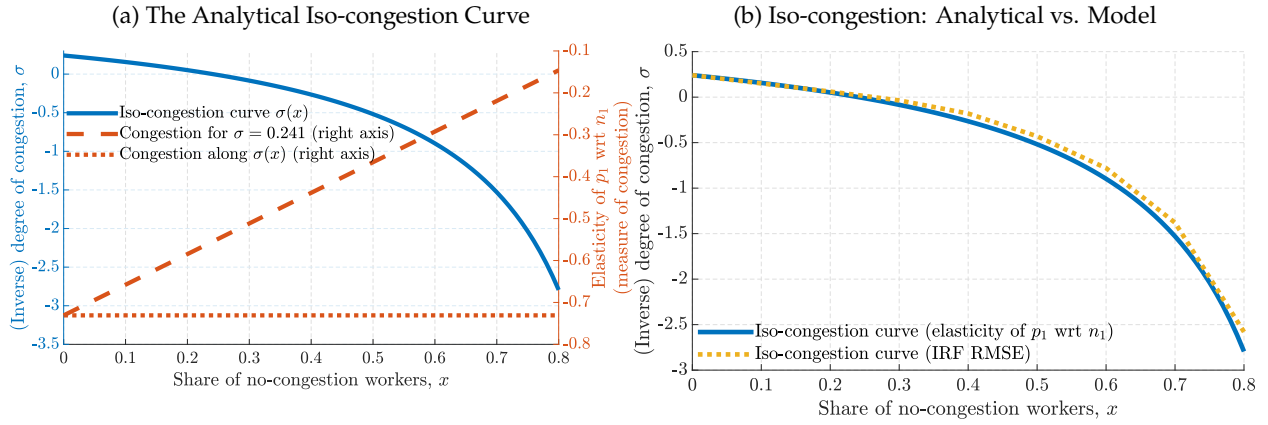 (a) The Analytical Iso-congestion Curve
(Inverse) degree of congestion, σ
0
-0.5
-1
-1.5
-2
-2.5
-3
-3.5
Iso-congestion curve σ(x)
Congestion for σ = 0.241 (right axis)
Congestion along σ(x) (right axis)
-0.1
-0.2
-0.3
-0.4
-0.5
-0.6
-0.7
-0.8
Elasticity of p₁ wrt n₁
(measure of congestion)
0 0.1 0.2 0.3 0.4 0.5 0.6 0.7 0.8
Share of no-congestion workers, x
(b) Iso-congestion: Analytical vs. Model
(Inverse) degree of congestion, σ
0.5
0
-0.5
-1
-1.5
-2
-2.5
-3
Iso-congestion curve (elasticity of p₁ wrt n₁)
Iso-congestion curve (IRF RMSE)
0 0.1 0.2 0.3 0.4 0.5 0.6 0.7 0.8
Share of no-congestion workers, x